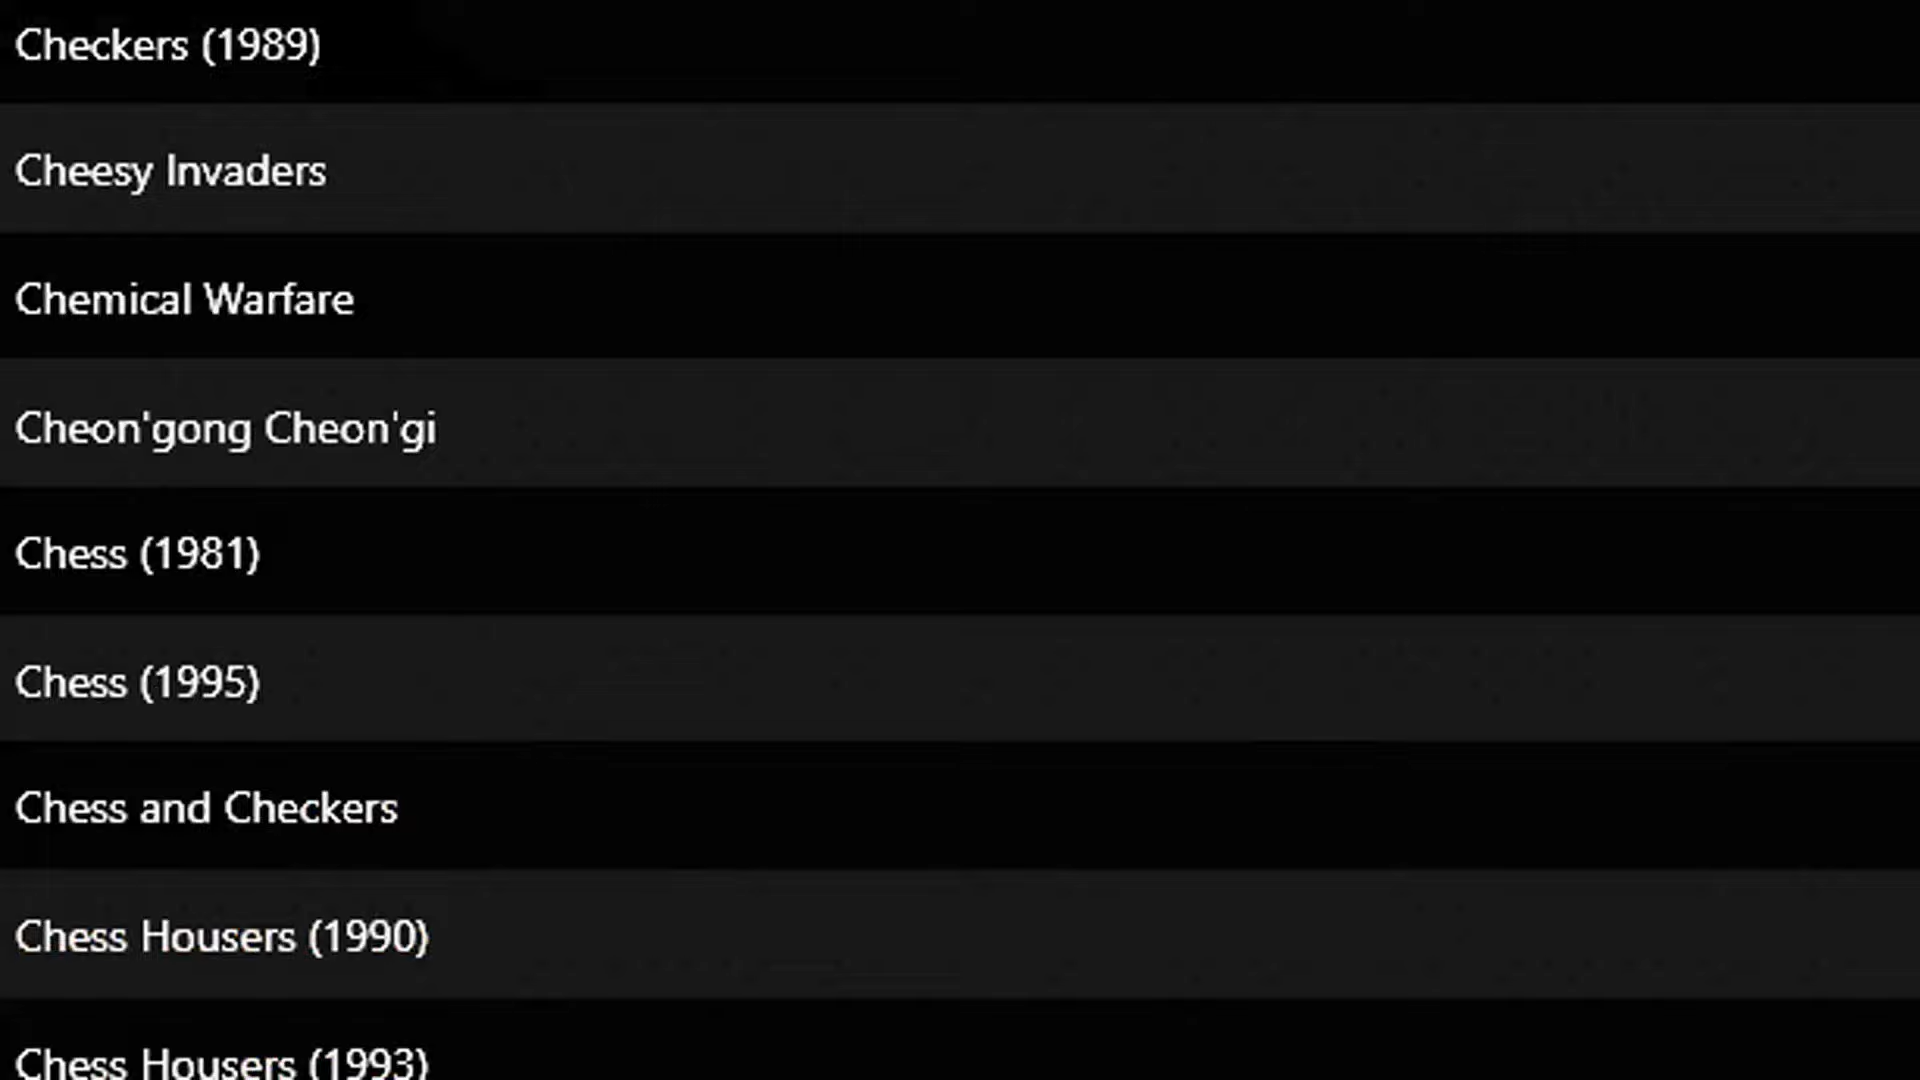 Checkers (1989)
Cheesy Invaders
Chemical Warfare
Cheon'gong Cheon'gi
Chess (1981)
Chess (1995)
Chess and Checkers
Chess Housers (1990)
Chess Housers (1993)